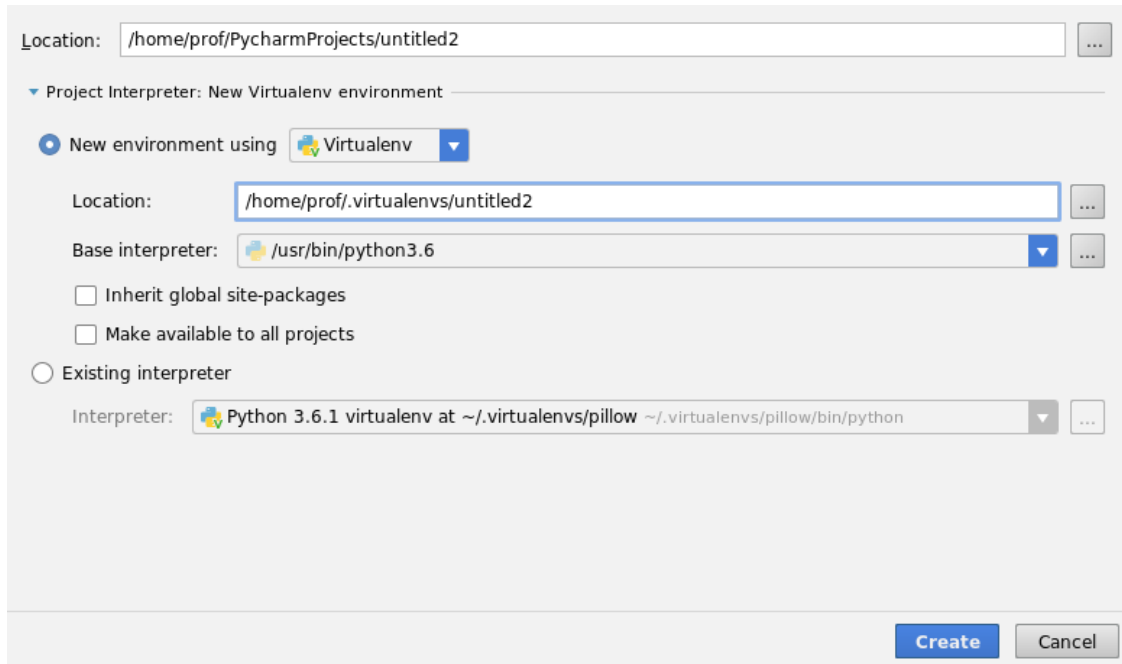 Location: /home/prof/PycharmProjects/untitled2 ...
Project Interpreter: New Virtualenv environment
New environment using Virtualenv
Location: /home/prof/.virtualenvs/untitled2 ...
Base interpreter: /usr/bin/python3.6 ...
Inherit global site-packages
Make available to all projects
Existing interpreter
Interpreter: Python 3.6.1 virtualenv at ~/.virtualenvs/pillow ~/.virtualenvs/pillow/bin/python ...
Create Cancel